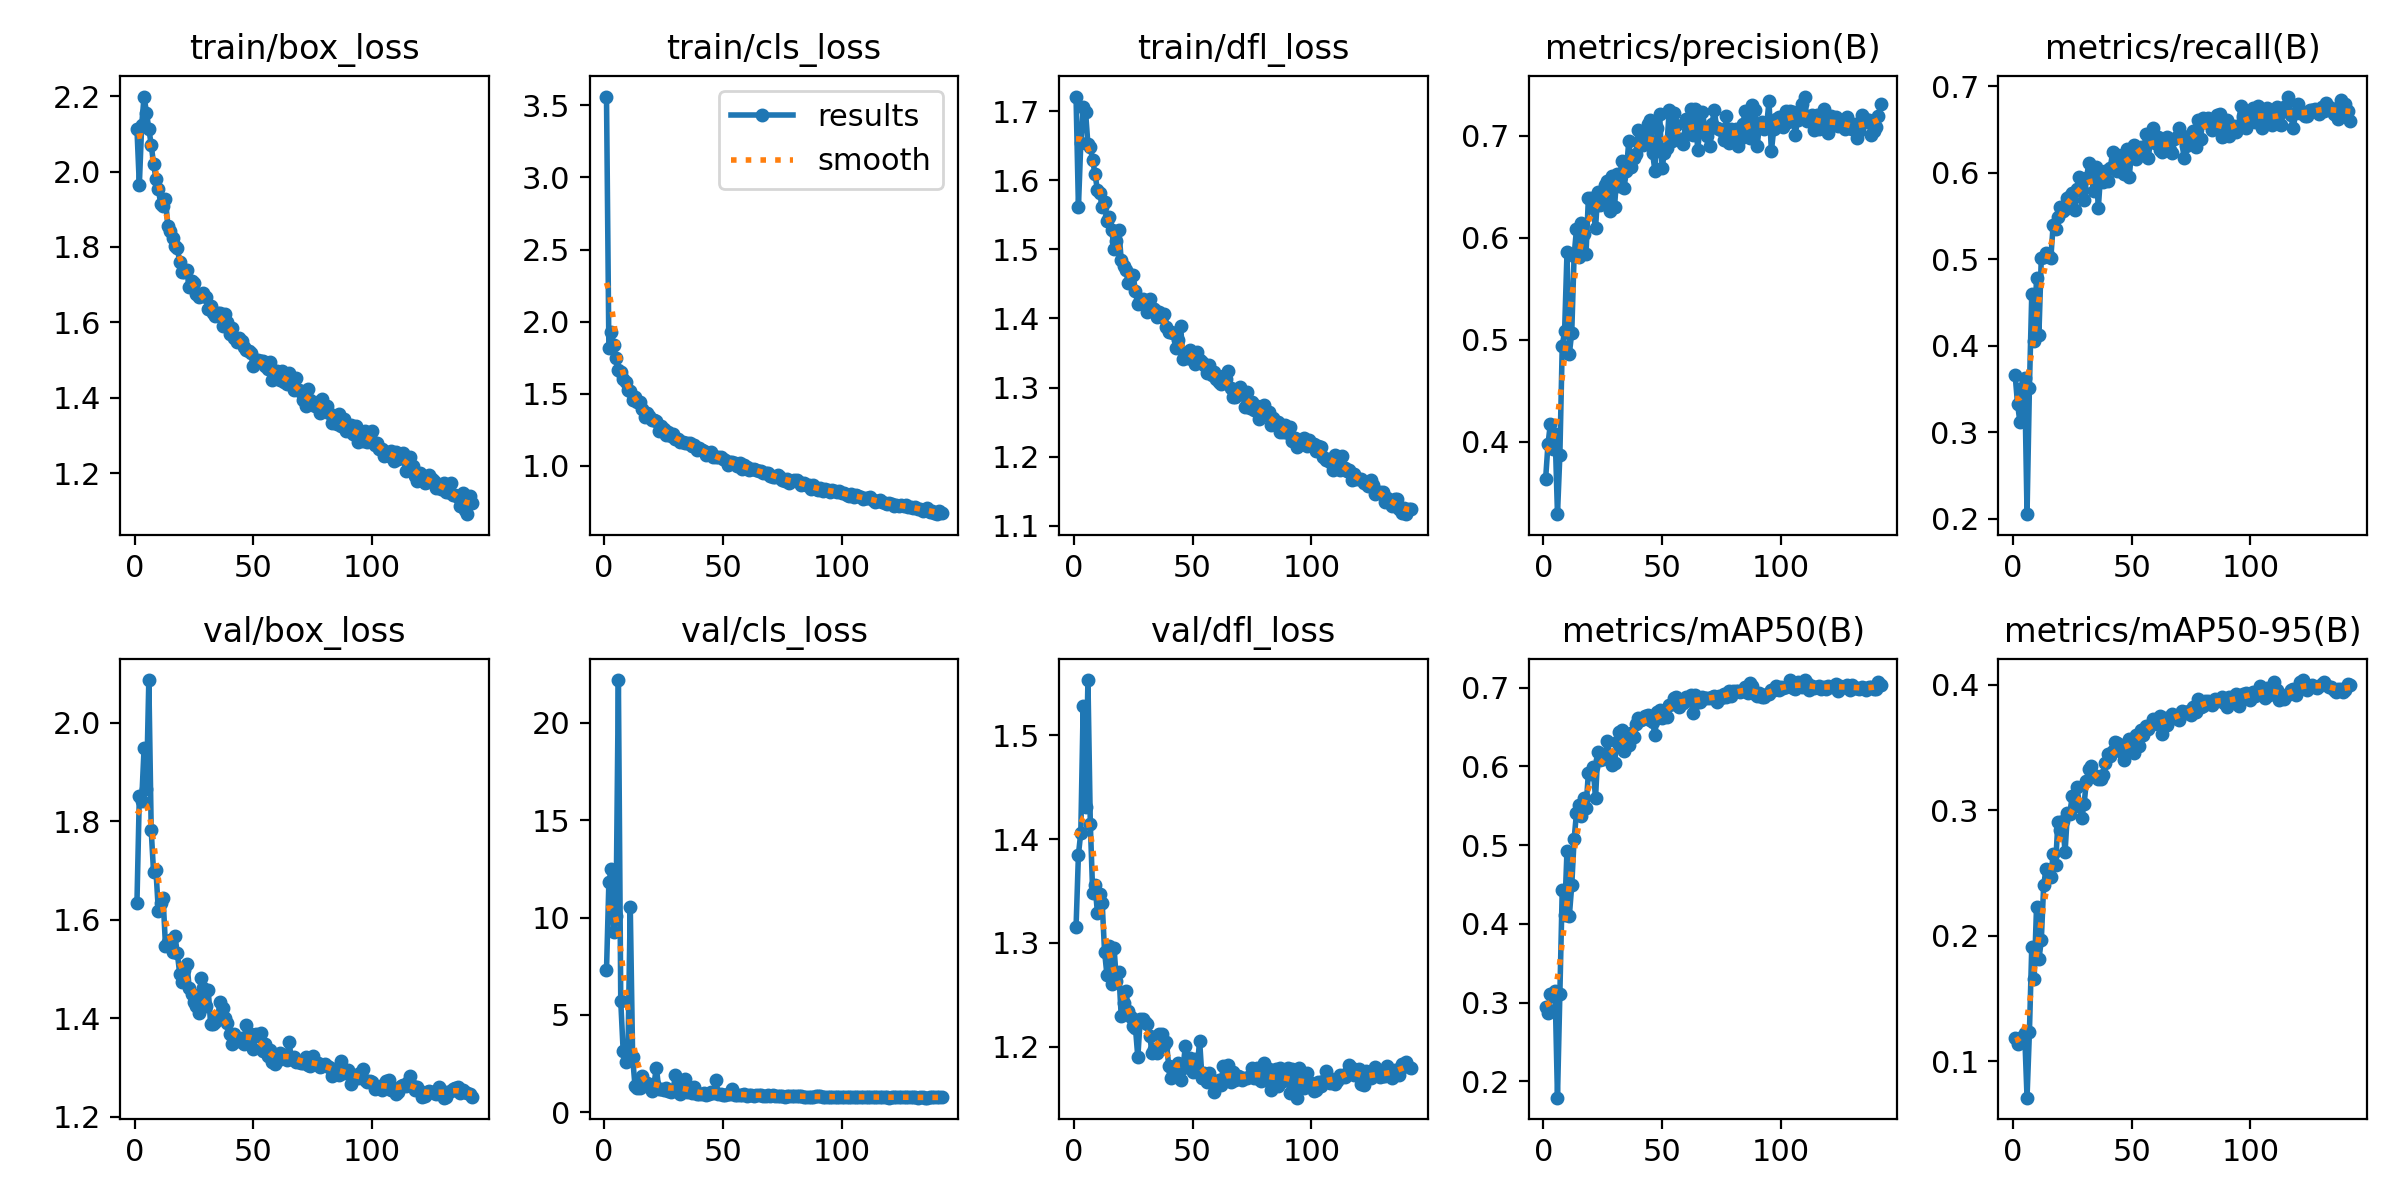 train/box_loss
2.2
2.0
1.8
1.6
1.4
1.2
0 50 100
train/cls_loss
results
smooth
3.5
3.0
2.5
2.0
1.5
1.0
0 50 100
train/dfl_loss
1.7
1.6
1.5
1.4
1.3
1.2
1.1
0 50 100
metrics/precision(B)
0.7
0.6
0.5
0.4
0 50 100
metrics/recall(B)
0.7
0.6
0.5
0.4
0.3
0.2
0 50 100
val/box_loss
2.0
1.8
1.6
1.4
1.2
0 50 100
val/cls_loss
20
15
10
5
0
0 50 100
val/dfl_loss
1.5
1.4
1.3
1.2
0 50 100
metrics/mAP50(B)
0.7
0.6
0.5
0.4
0.3
0.2
0 50 100
metrics/mAP50-95(B)
0.4
0.3
0.2
0.1
0 50 100